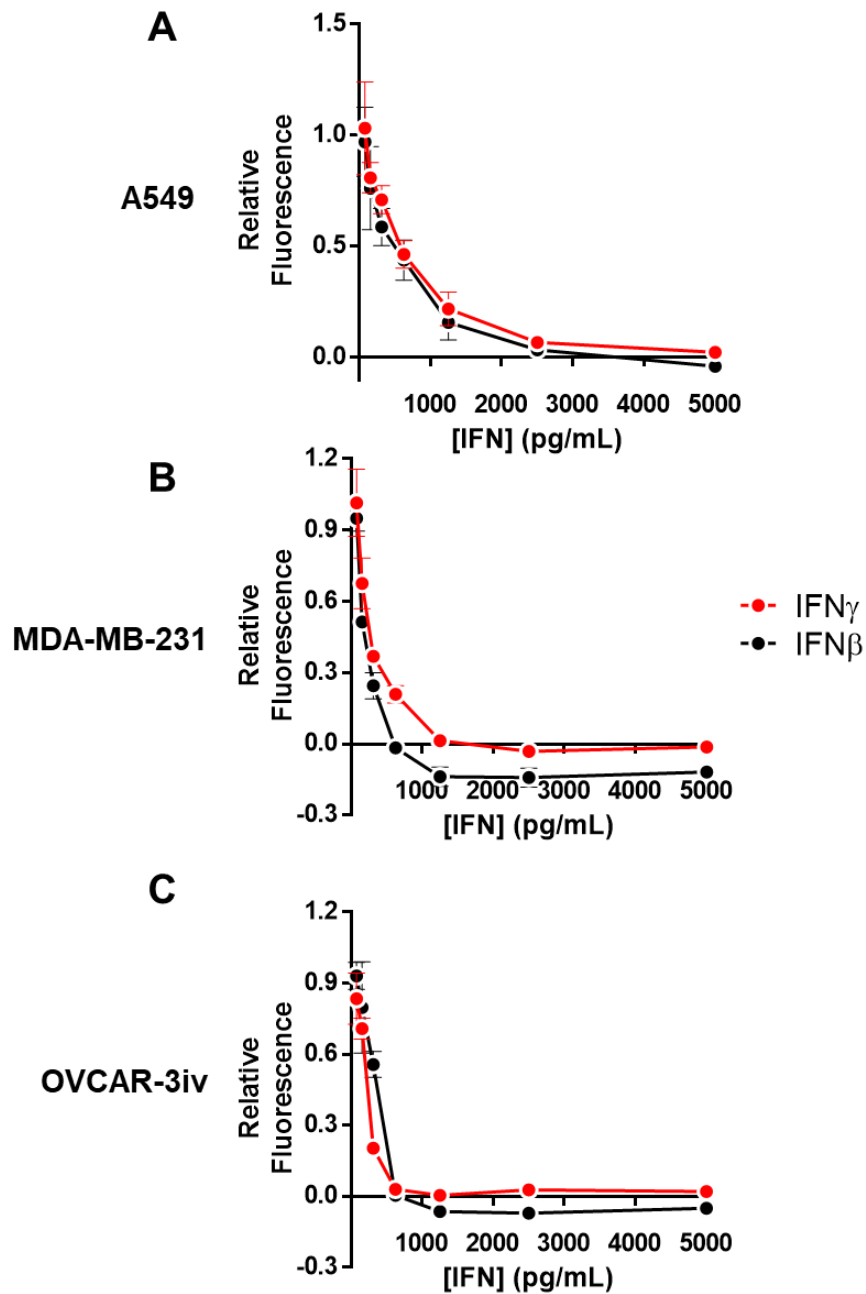 A
A549
Relative
Fluorescence
1.5
1.0
0.5
0.0
1000 2000 3000 4000 5000
[IFN] (pg/mL)
B
MDA-MB-231
Relative
Fluorescence
1.2
0.9
0.6
0.3
0.0
-0.3
1000 2000 3000 4000 5000
[IFN] (pg/mL)
IFNγ
IFNβ
C
OVCAR-3iv
Relative
Fluorescence
1.2
0.9
0.6
0.3
0.0
-0.3
1000 2000 3000 4000 5000
[IFN] (pg/mL)